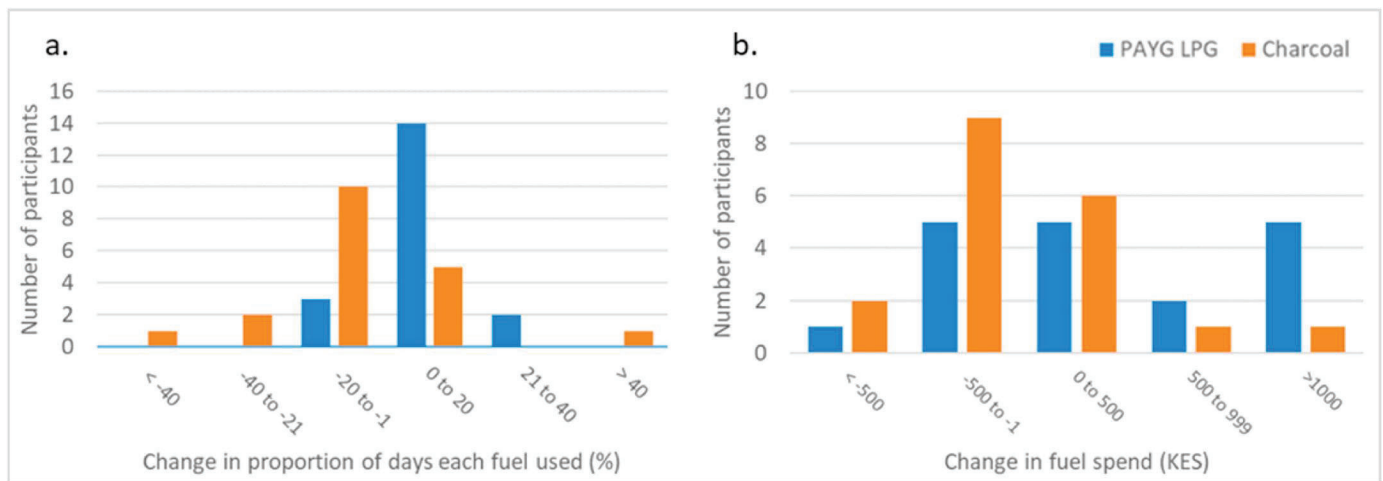 a.
Number of participants
16
14
12
10
8
6
4
2
0
< -40
-40 to -21
-20 to -1
0 to 20
21 to 40
> 40
Change in proportion of days each fuel used (%)
b.
PAYG LPG
Charcoal
Number of participants
10
8
6
4
2
0
< -500
-500 to -1
0 to 500
500 to 999
>1000
Change in fuel spend (KES)